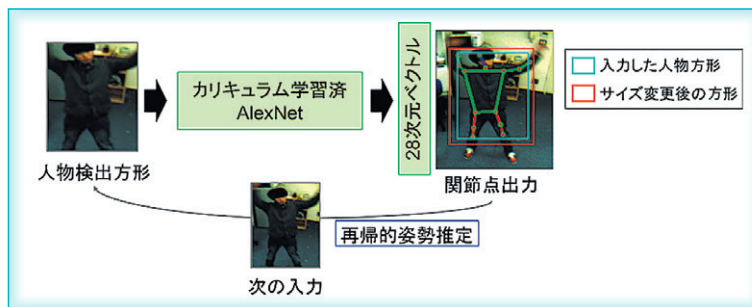 カリキュラム学習済
AlexNet
28次元ベクトル
入力した人物方形
サイズ変更後の方形
人物検出方形
関節点出力
再帰的姿勢推定
次の入力